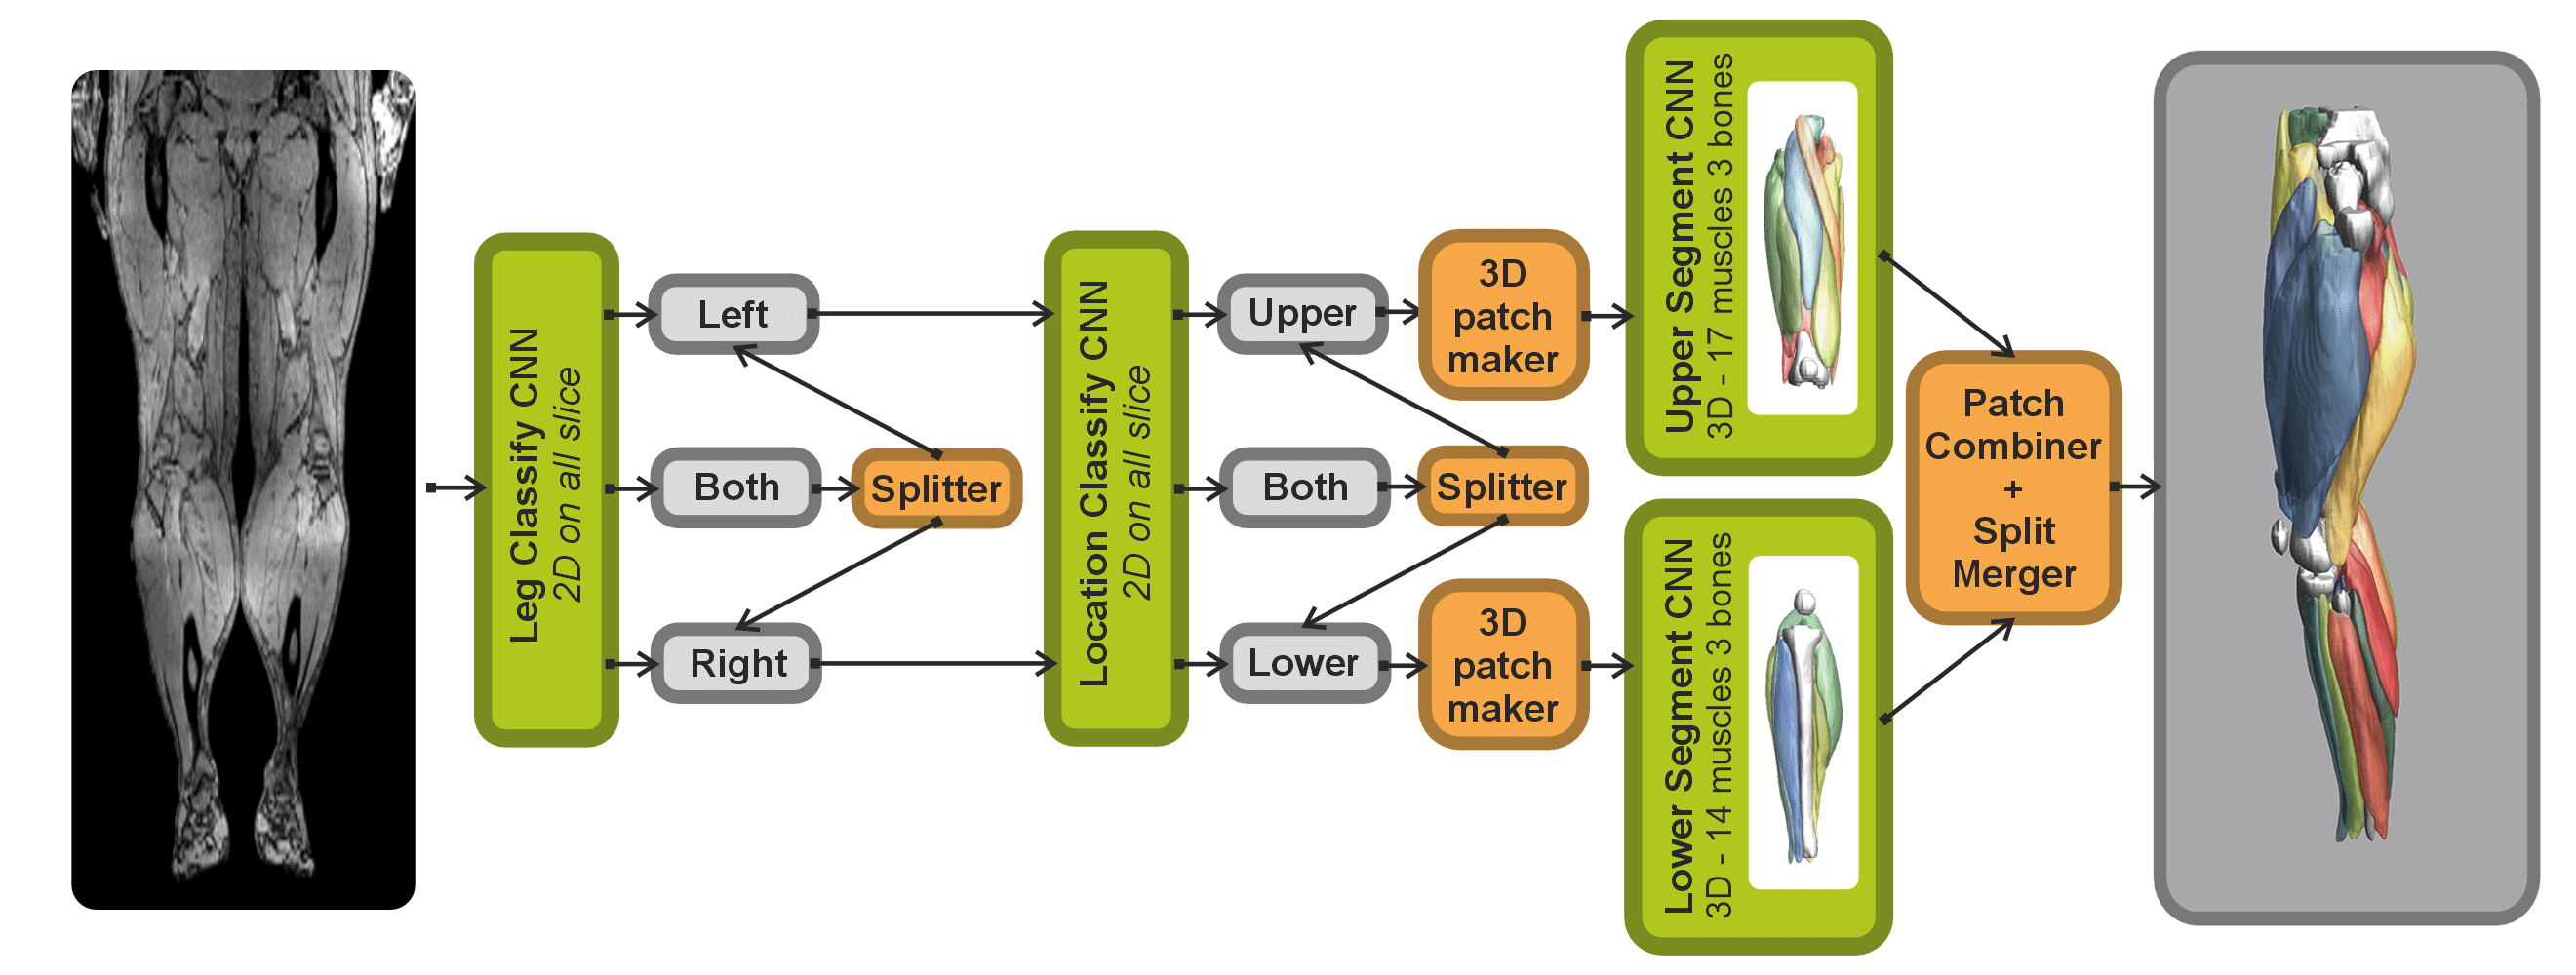 Leg Classify CNN
2D on all slice
Left
Both
Splitter
Right
Location Classify CNN
2D on all slice
Upper
Both
Splitter
Lower
3D
patch
maker
3D
patch
maker
Upper Segment CNN
3D - 17 muscles 3 bones
Lower Segment CNN
3D - 14 muscles 3 bones
Patch
Combiner
+
Split
Merger